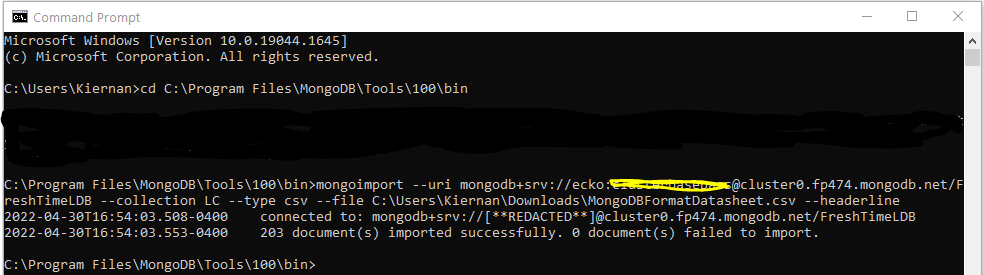 Command Prompt
Microsoft Windows [Version 10.0.19044.1645]
(c) Microsoft Corporation. All rights reserved.
C:\Users\Kiernan>cd C:\Program Files\MongoDB\Tools\100\bin
C:\Program Files\MongoDB\Tools\100\bin>mongoimport --uri mongodb+srv://ecko:@cluster0.fp474.mongodb.net/F
reshTimeLDB --collection LC --type csv --file C:\Users\Kiernan\Downloads\MongoDBFormatDatasheet.csv --headerline
2022-04-30T16:54:03.508-0400    connected to: mongodb+srv://[**REDACTED**]@cluster0.fp474.mongodb.net/FreshTimeLDB
2022-04-30T16:54:03.553-0400    203 document(s) imported successfully. 0 document(s) failed to import.
C:\Program Files\MongoDB\Tools\100\bin>